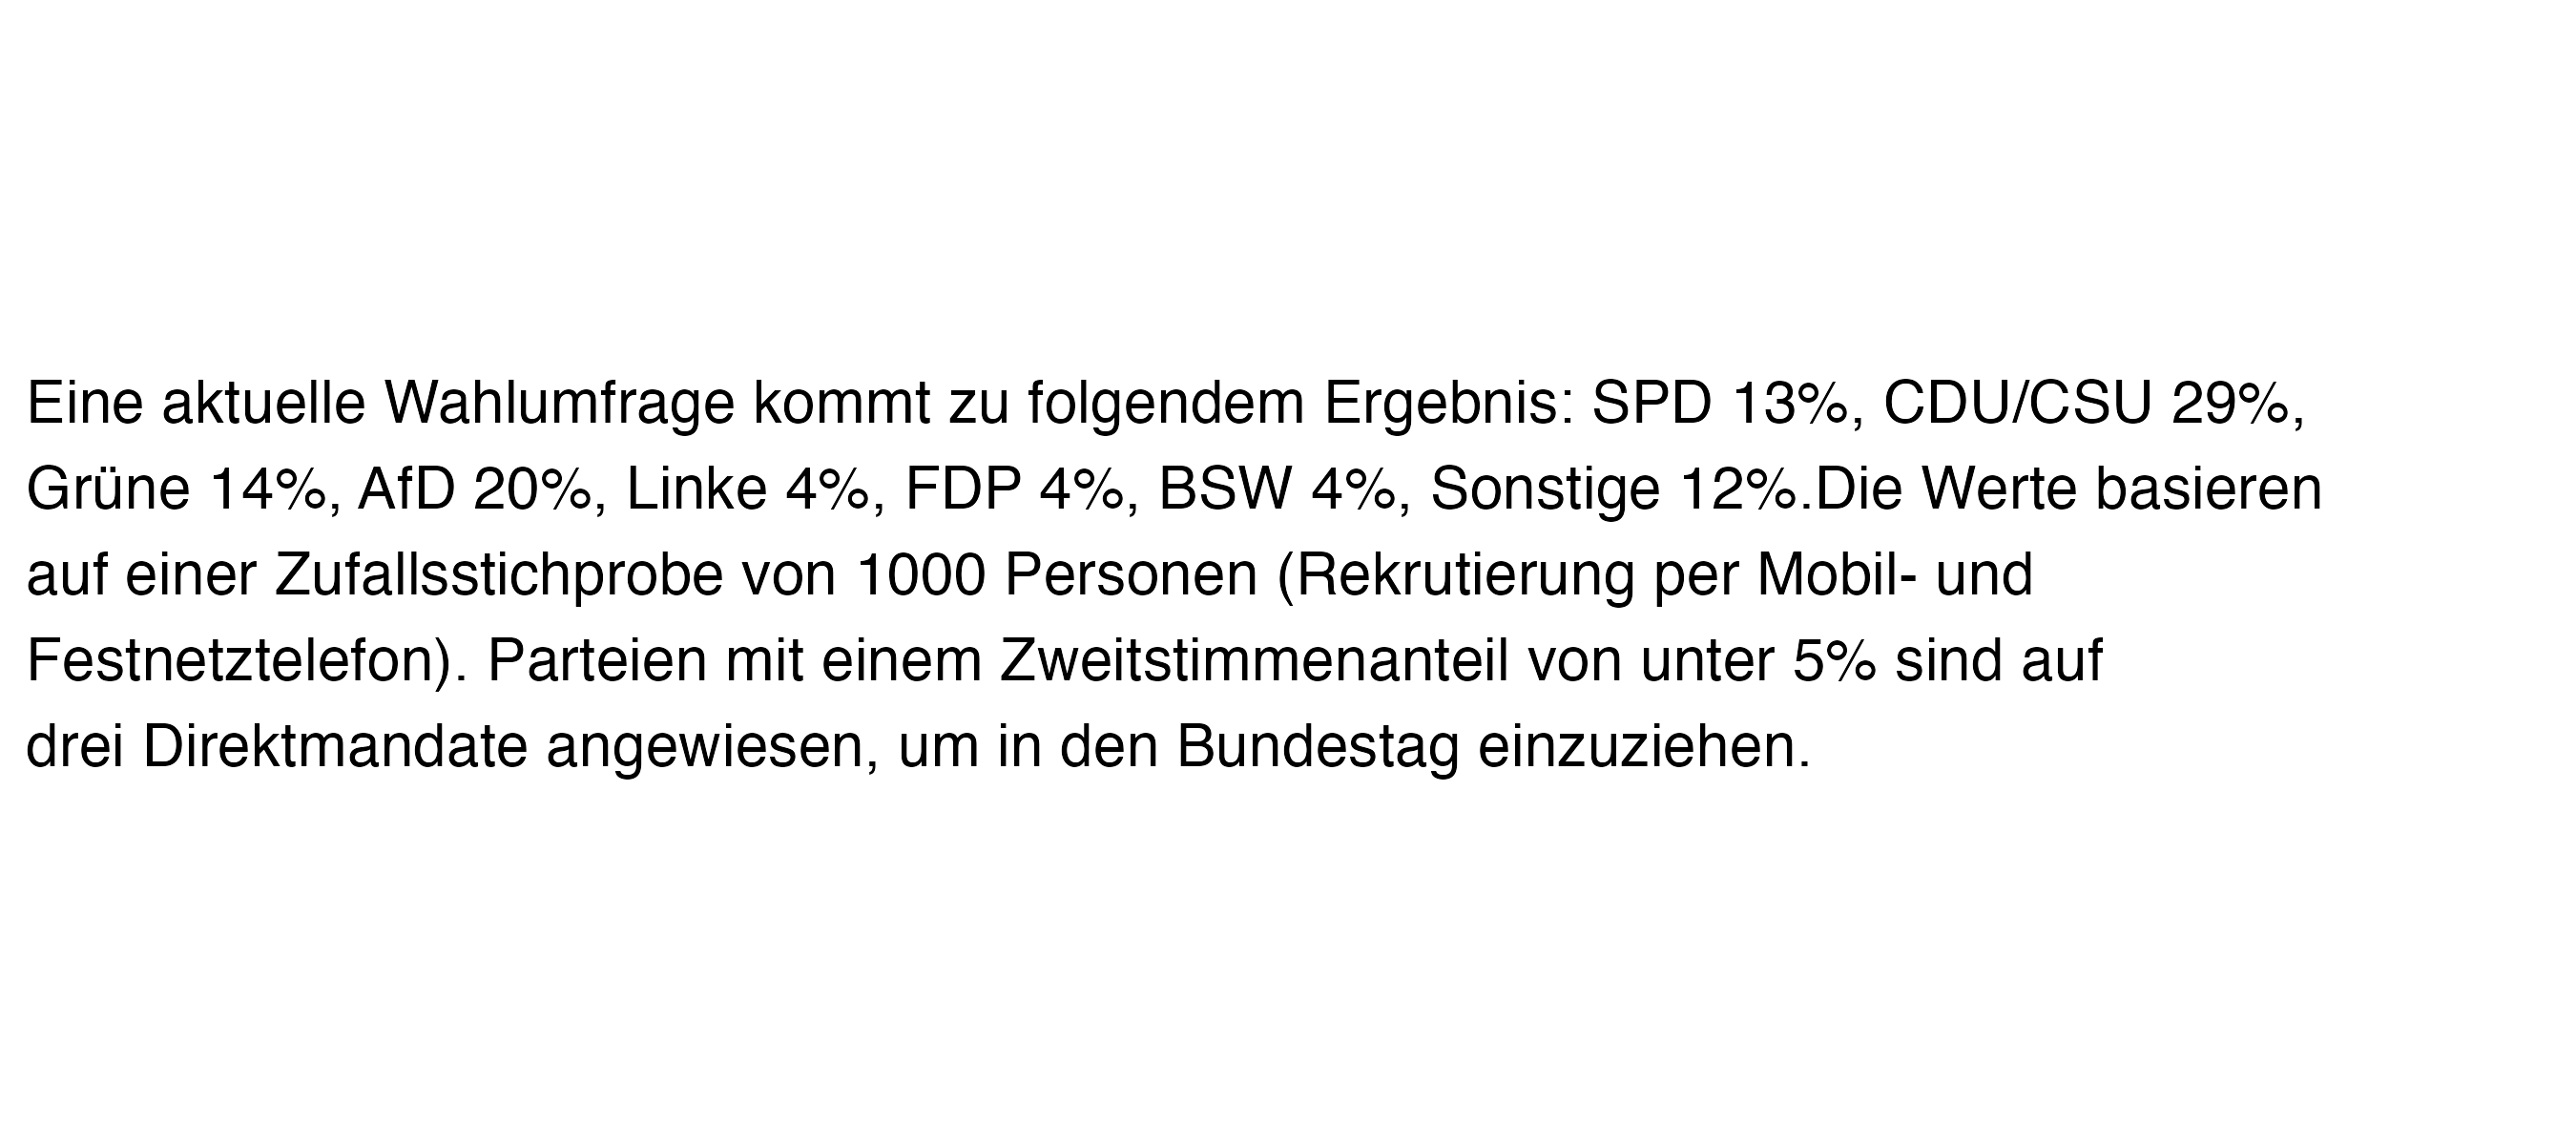 Eine aktuelle Wahlumfrage kommt zu folgendem Ergebnis: SPD 13%, CDU/CSU 29%,
Grüne 14%, AfD 20%, Linke 4%, FDP 4%, BSW 4%, Sonstige 12%.Die Werte basieren
auf einer Zufallsstichprobe von 1000 Personen (Rekrutierung per Mobil- und
Festnetztelefon). Parteien mit einem Zweitstimmenanteil von unter 5% sind auf
drei Direktmandate angewiesen, um in den Bundestag einzuziehen.